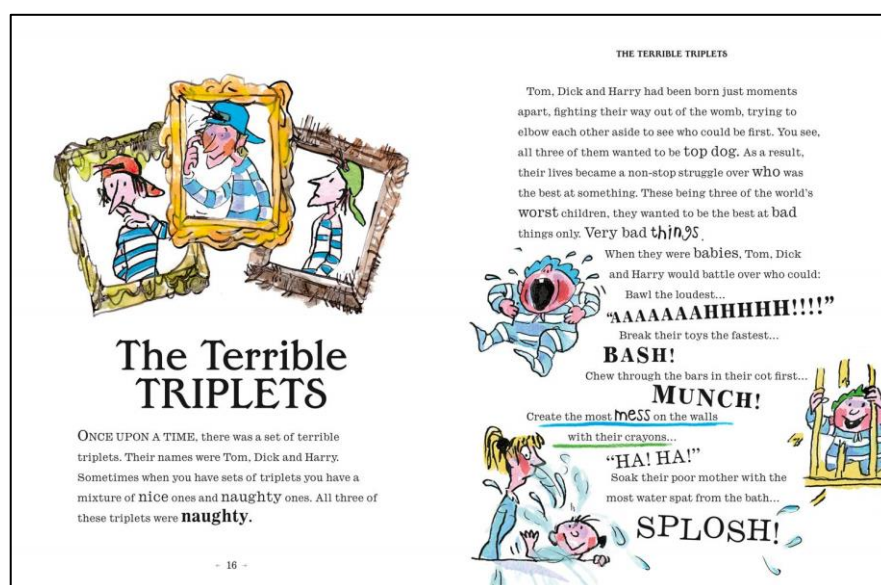 The Terrible
TRIPLETS
ONCE UPON A TIME, there was a set of terrible
triplets. Their names were Tom, Dick and Harry.
Sometimes when you have sets of triplets you have a
mixture of nice ones and naughty ones. All three of
these triplets were naughty.
- 16 -
THE TERRIBLE TRIPLETS
Tom, Dick and Harry had been born just moments
apart, fighting their way out of the womb, trying to
elbow each other aside to see who could be first. You see,
all three of them wanted to be top dog. As a result,
their lives became a non-stop struggle over who was
the best at something. These being three of the world's
worst children, they wanted to be the best at bad
things only. Very bad things.
When they were babies, Tom, Dick
and Harry would battle over who could:
Bawl the loudest...
"AAAAAAAHHHHH!!!!"
Break their toys the fastest...
BASH!
Chew through the bars in their cot first...
MUNCH!
Create the most mess on the walls
with their crayons...
"HA! HA!"
Soak their poor mother with the
most water spat from the bath...
SPLOSH!